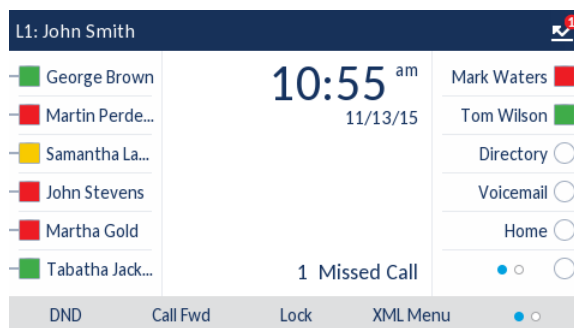 L1: John Smith
1
George Brown
Martin Perde...
Samantha La...
John Stevens
Martha Gold
Tabatha Jack...
10:55 am
11/13/15
1 Missed Call
Mark Waters
Tom Wilson
Directory
Voicemail
Home
DND Call Fwd Lock XML Menu